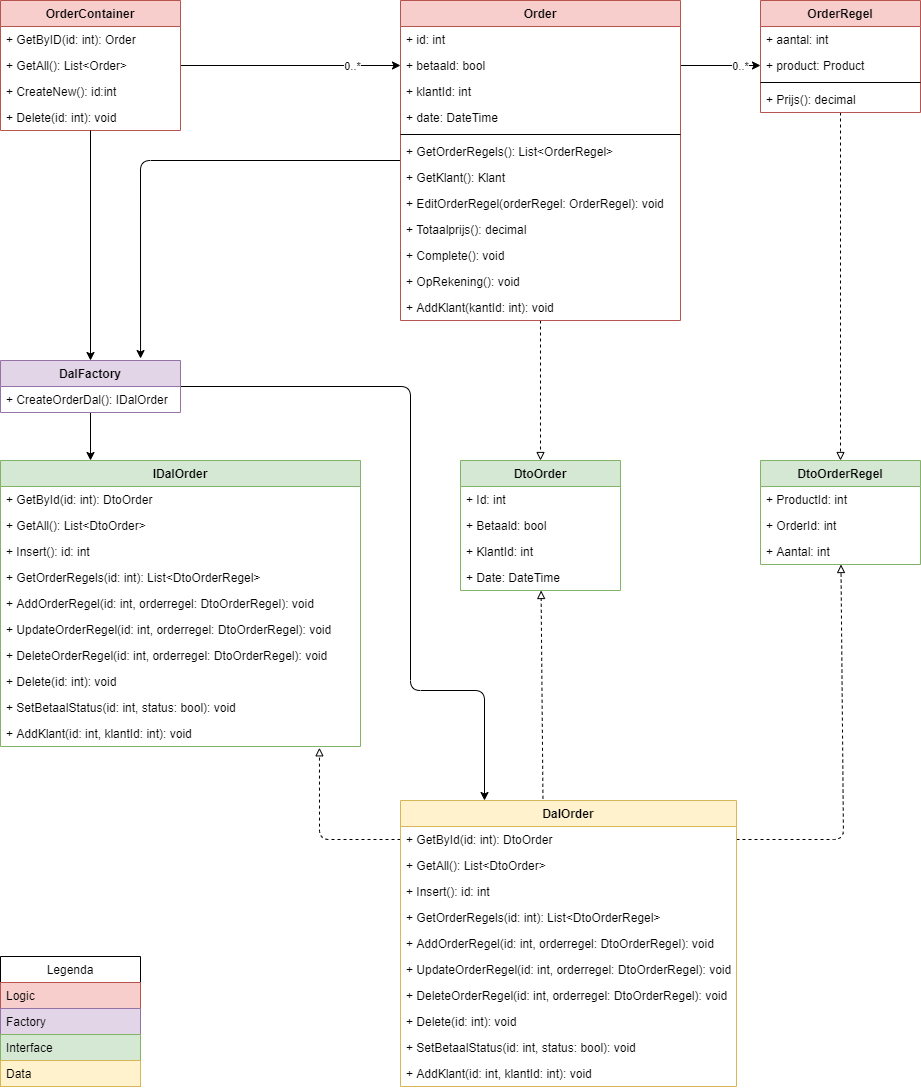 OrderContainer
+ GetByID(id: int): Order
+ GetAll(): List<Order>
+ CreateNew(): id:int
+ Delete(id: int): void
0..*
Order
+ id: int
+ betaald: bool
+ klantId: int
+ date: DateTime
+ GetOrderRegels(): List<OrderRegel>
+ GetKlant(): Klant
+ EditOrderRegel(orderRegel: OrderRegel): void
+ Totaalprijs(): decimal
+ Complete(): void
+ OpRekening(): void
+ AddKlant(kantId: int): void
0..*
OrderRegel
+ aantal: int
+ product: Product
+ Prijs(): decimal
DalFactory
+ CreateOrderDal(): IDalOrder
IDalOrder
+ GetById(id: int): DtoOrder
+ GetAll(): List<DtoOrder>
+ Insert(): id: int
+ GetOrderRegels(id: int): List<DtoOrderRegel>
+ AddOrderRegel(id: int, orderregel: DtoOrderRegel): void
+ UpdateOrderRegel(id: int, orderregel: DtoOrderRegel): void
+ DeleteOrderRegel(id: int, orderregel: DtoOrderRegel): void
+ Delete(id: int): void
+ SetBetaalStatus(id: int, status: bool): void
+ AddKlant(id: int, klantId: int): void
DtoOrder
+ Id: int
+ Betaald: bool
+ KlantId: int
+ Date: DateTime
DtoOrderRegel
+ ProductId: int
+ OrderId: int
+ Aantal: int
DalOrder
+ GetById(id: int): DtoOrder
+ GetAll(): List<DtoOrder>
+ Insert(): id: int
+ GetOrderRegels(id: int): List<DtoOrderRegel>
+ AddOrderRegel(id: int, orderregel: DtoOrderRegel): void
+ UpdateOrderRegel(id: int, orderregel: DtoOrderRegel): void
+ DeleteOrderRegel(id: int, orderregel: DtoOrderRegel): void
+ Delete(id: int): void
+ SetBetaalStatus(id: int, status: bool): void
+ AddKlant(id: int, klantId: int): void
Legenda
Logic
Factory
Interface
Data